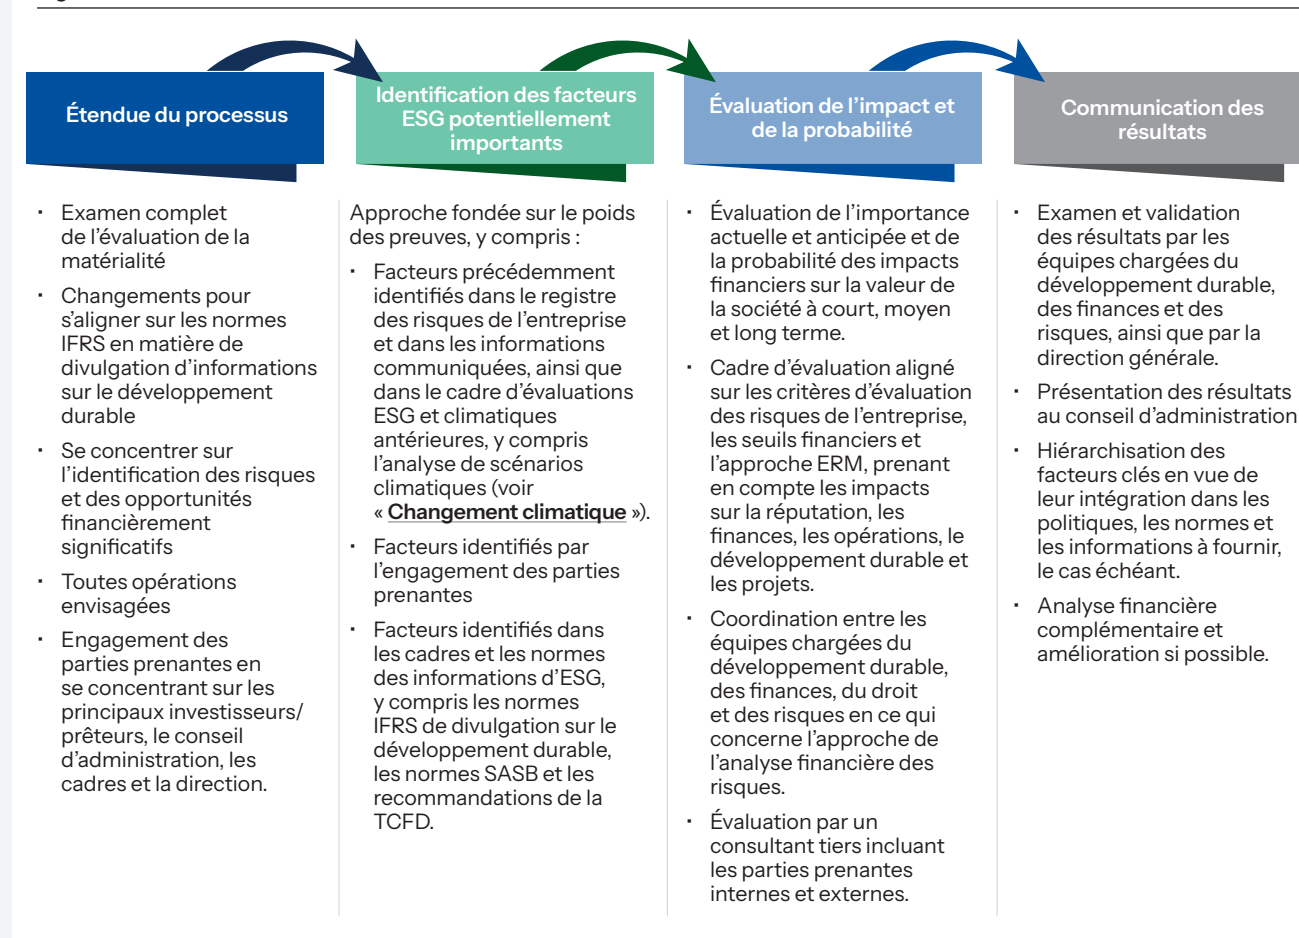 Étendue du processus
Identification des facteurs
ESG potentiellement
importants
Évaluation de l'impact et
de la probabilité
Communication des
résultats
· Examen complet
de l'évaluation de la
matérialité
· Changements pour
s'aligner sur les normes
IFRS en matière de
divulgation d'informations
sur le développement
durable
· Se concentrer sur
l'identification des risques
et des opportunités
financièrement
significatifs
· Toutes opérations
envisagées
· Engagement des
parties prenantes en
se concentrant sur les
principaux investisseurs/
prêteurs, le conseil
d'administration, les
cadres et la direction.
Approche fondée sur le poids
des preuves, y compris :
· Facteurs précédemment
identifiés dans le registre
des risques de l'entreprise
et dans les informations
communiquées, ainsi que
dans le cadre d'évaluations
ESG et climatiques
antérieures, y compris
l'analyse de scénarios
climatiques (voir
« Changement climatique »).
· Facteurs identifiés par
l'engagement des parties
prenantes
· Facteurs identifiés dans
les cadres et les normes
des informations d'ESG,
y compris les normes
IFRS de divulgation sur le
développement durable,
les normes SASB et les
recommandations de la
TCFD.
· Évaluation de l'importance
actuelle et anticipée et de
la probabilité des impacts
financiers sur la valeur de
la société à court, moyen
et long terme.
· Cadre d'évaluation aligné
sur les critères d'évaluation
des risques de l'entreprise,
les seuils financiers et
l'approche ERM, prenant
en compte les impacts
sur la réputation, les
finances, les opérations, le
développement durable et
les projets.
· Coordination entre les
équipes chargées du
développement durable,
des finances, du droit
et des risques en ce qui
concerne l'approche de
l'analyse financière des
risques.
· Évaluation par un
consultant tiers incluant
les parties prenantes
internes et externes.
· Examen et validation
des résultats par les
équipes chargées du
développement durable,
des finances et des
risques, ainsi que par la
direction générale.
· Présentation des résultats
au conseil d'administration
· Hiérarchisation des
facteurs clés en vue de
leur intégration dans les
politiques, les normes et
les informations à fournir,
le cas échéant.
· Analyse financière
complémentaire et
amélioration si possible.